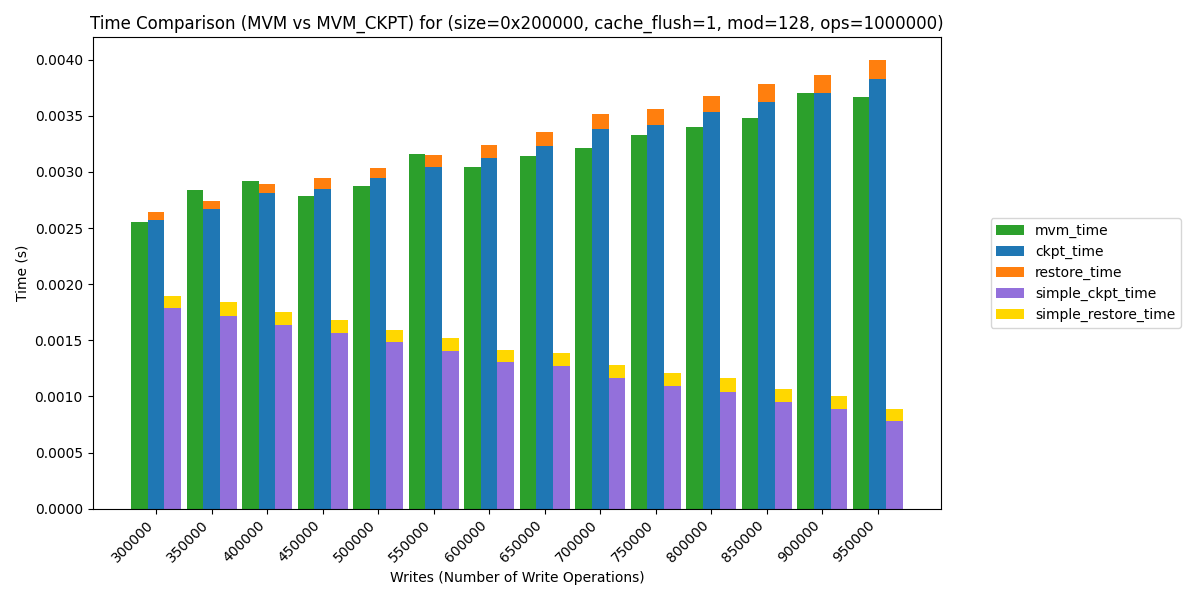 Time Comparison (MVM vs MVM_CKPT) for (size=0x200000, cache_flush=1, mod=128, ops=1000000)
Time (s)
0.0040
0.0035
0.0030
0.0025
0.0020
0.0015
0.0010
0.0005
0.0000
300000
350000
400000
450000
500000
550000
600000
650000
700000
750000
800000
850000
900000
950000
Writes (Number of Write Operations)
mvm_time
ckpt_time
restore_time
simple_ckpt_time
simple_restore_time